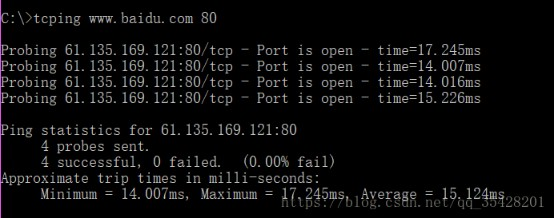 C:\>tcping www.baidu.com 80
Probing 61.135.169.121:80/tcp - Port is open - time=17.245ms
Probing 61.135.169.121:80/tcp - Port is open - time=14.007ms
Probing 61.135.169.121:80/tcp - Port is open - time=14.016ms
Probing 61.135.169.121:80/tcp - Port is open - time=15.226ms
Ping statistics for 61.135.169.121:80
4 probes sent.
4 successful, 0 failed. (0.00% fail)
Approximate trip times in milli-seconds:
Minimum = 14.007ms, Maximum = 17.245ms, Average = 15.124ms
https://blog.csdn.net/qq_35428201